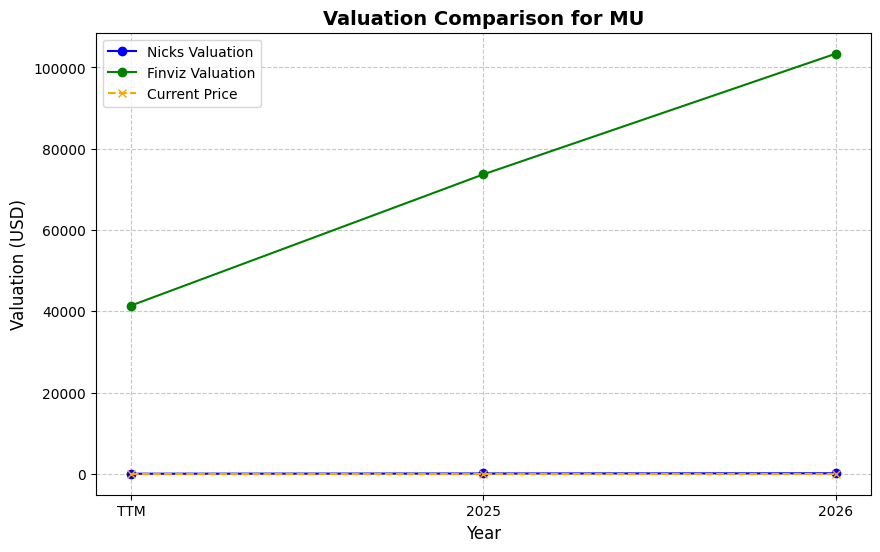 Valuation Comparison for MU
Nicks Valuation
Finviz Valuation
Current Price
Valuation (USD)
100000
80000
60000
40000
20000
0
TTM
2025
2026
Year